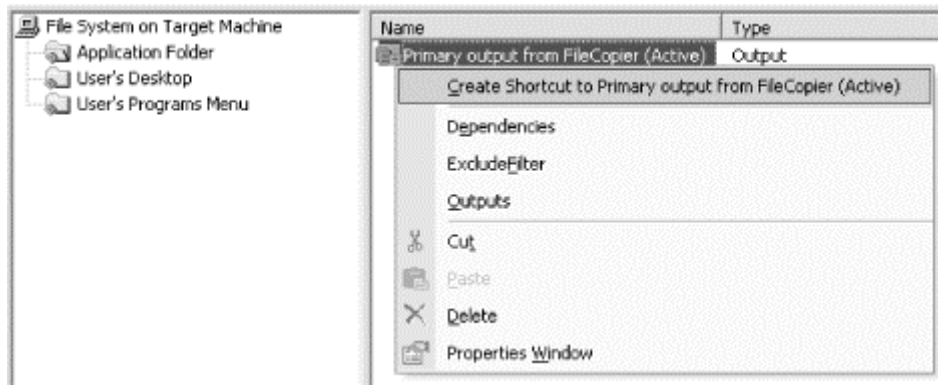 File System on Target Machine
Application Folder
User's Desktop
User's Programs Menu
Name Type
Primary output from FileCopier (Active) Output
Create Shortcut to Primary output from FileCopier (Active)
Dependencies
ExcludeFilter
Outputs
Cut
Paste
Delete
Properties Window